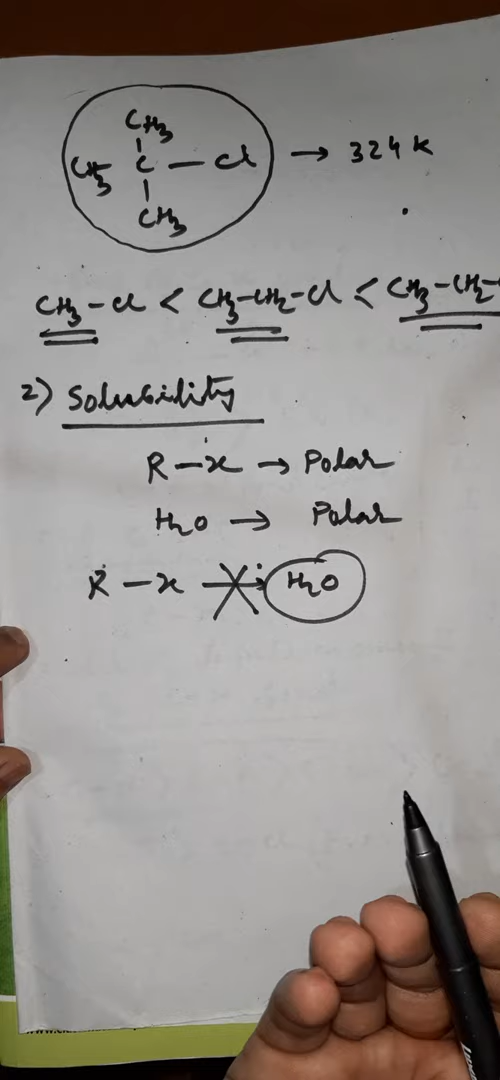 CH3
CH3 - C - Cl → 324 K
CH3
CH3-Cl < CH3-CH2-Cl < CH3-CH2-
2) Solubility
R-x → Polar
H2O → Polar
R-x → H2O